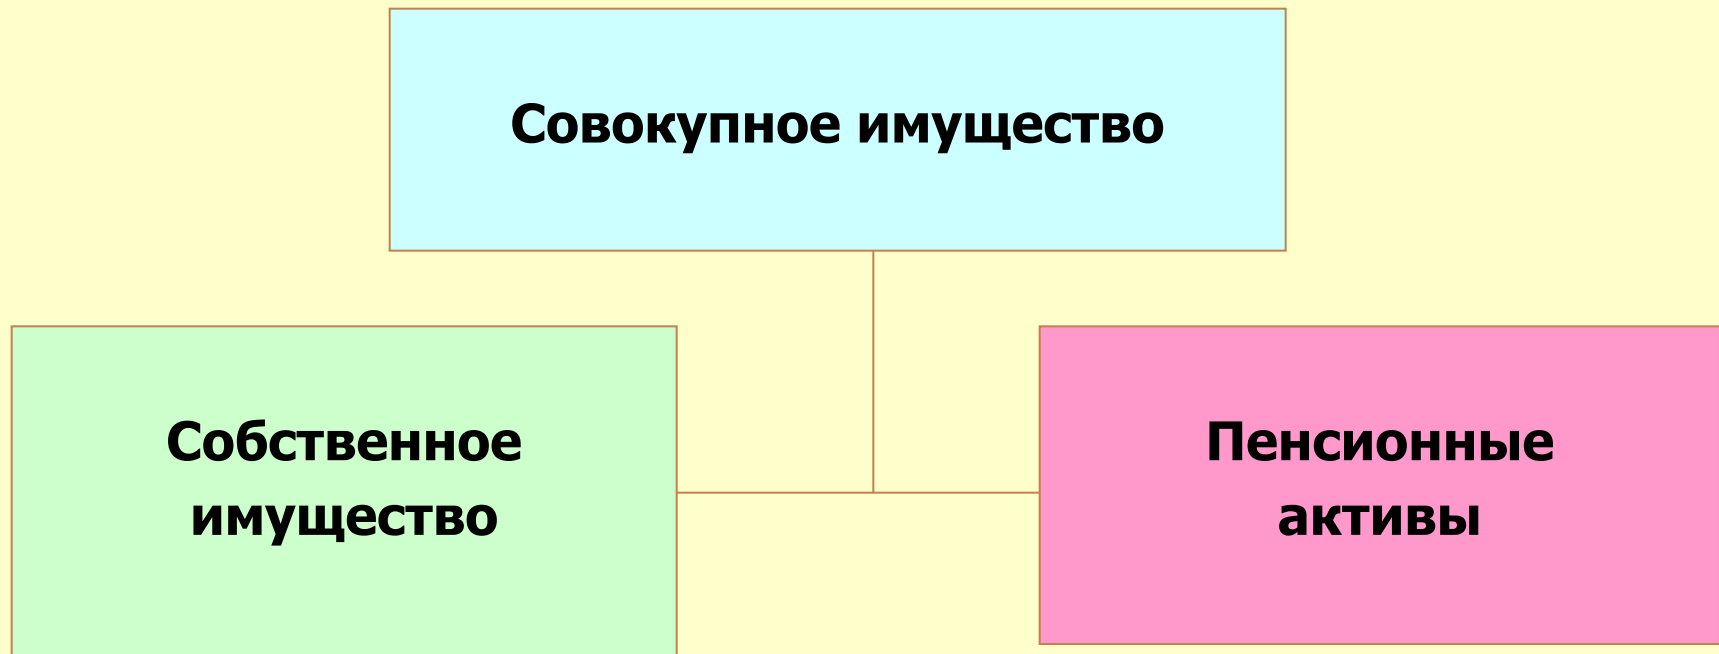 Совокупное имущество
Собственное
имущество
Пенсионные
активы